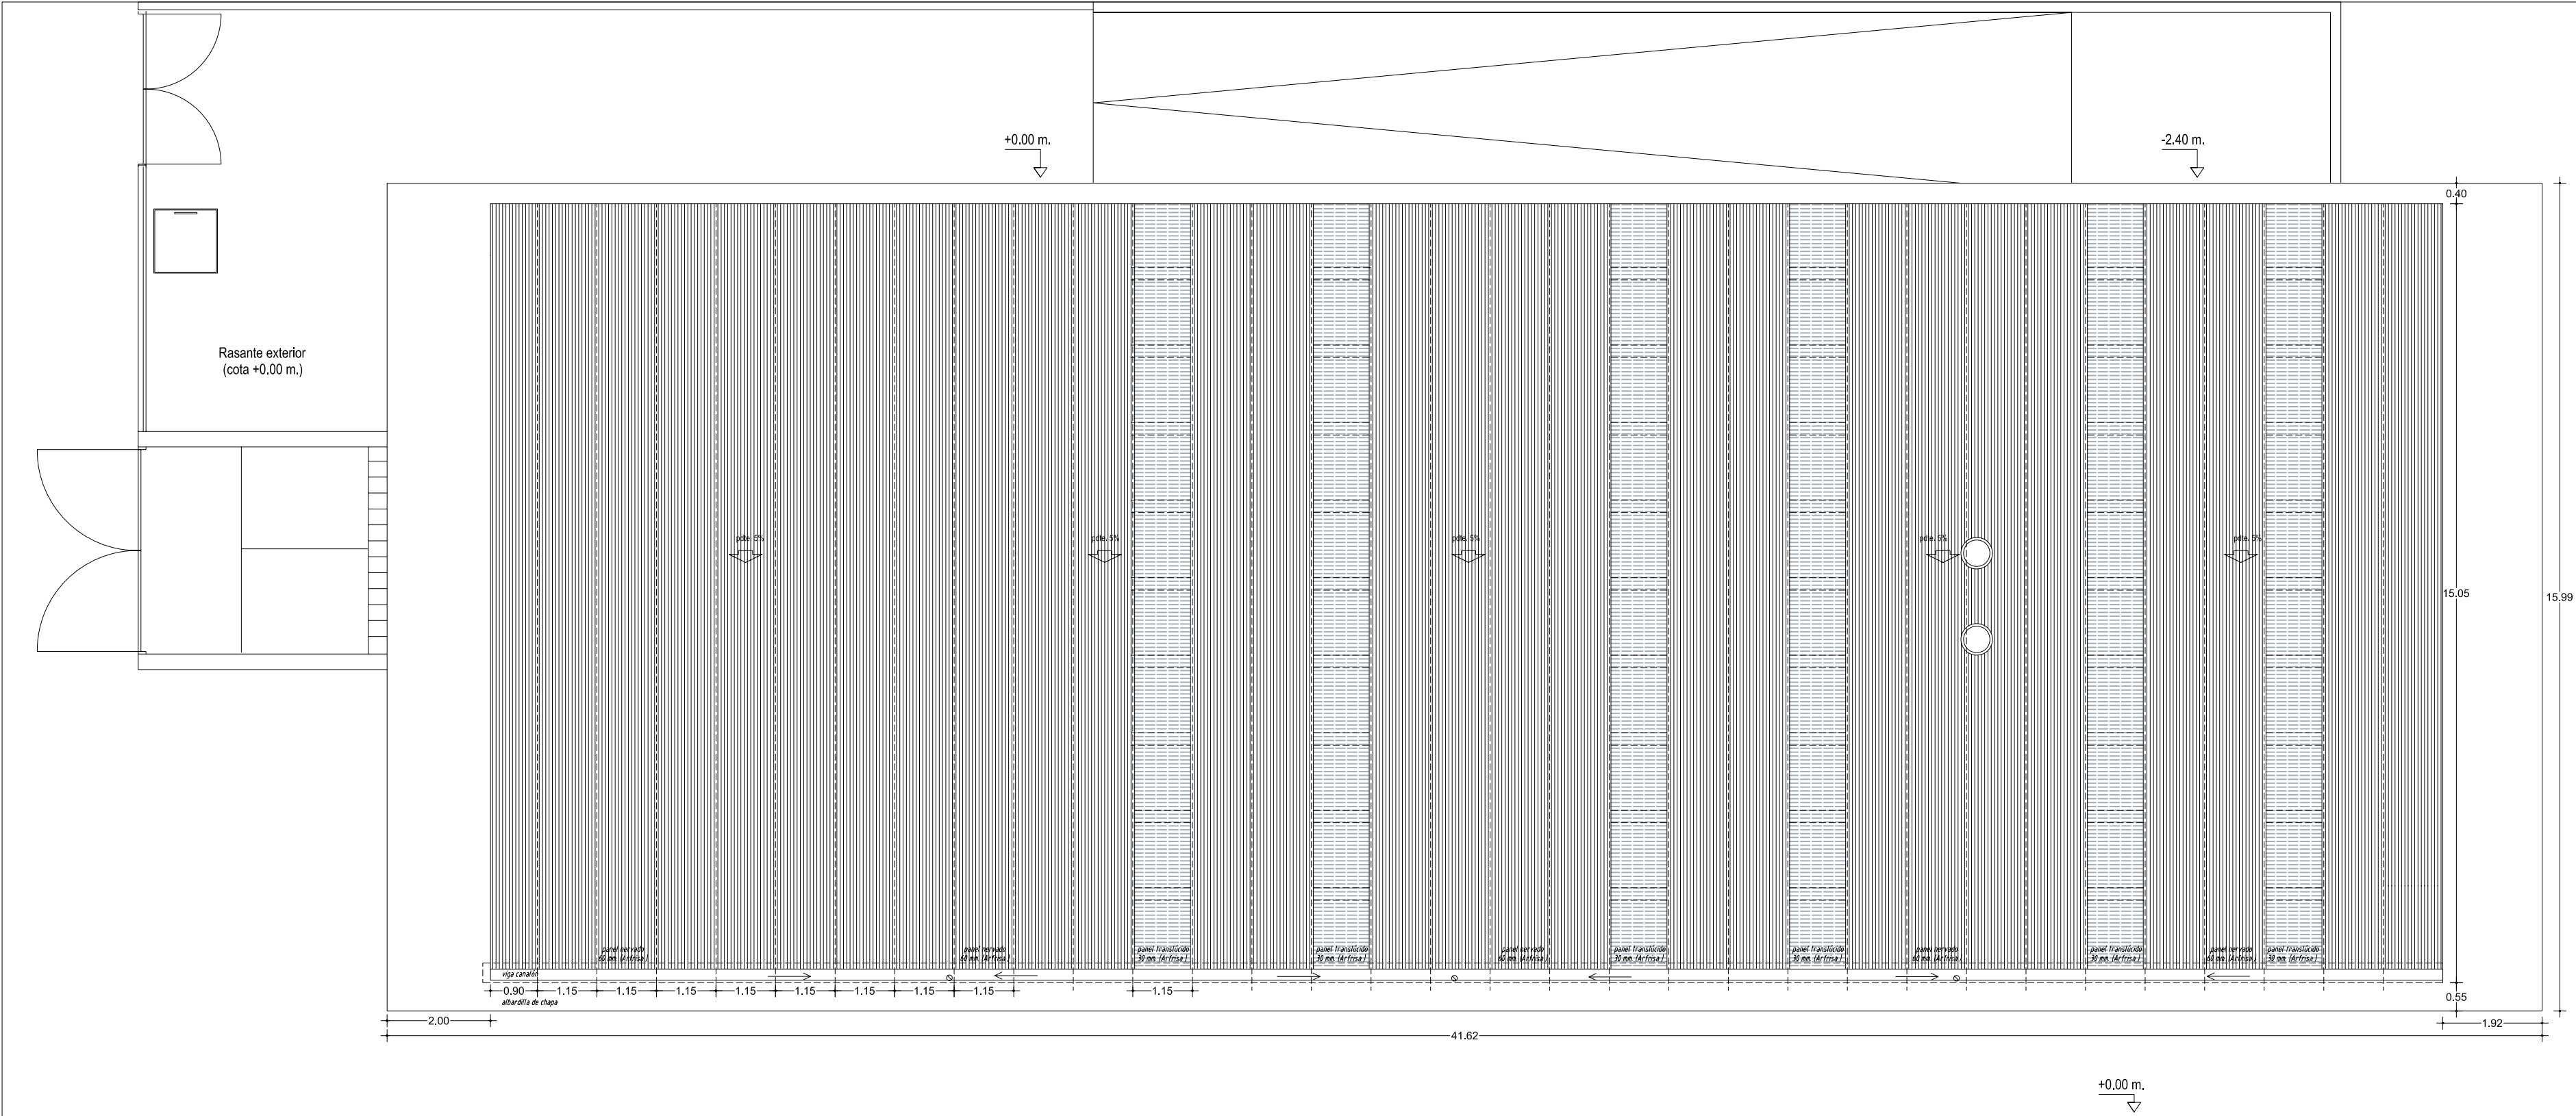 +0.00 m.
-2.40 m.
0.40
Rasante exterior
(cota +0.00 m.)
pdte. 5%
pdte. 5%
pdte. 5%
pdte. 5%
pdte. 5%
15.05
15.99
panel nervado
60 mm. (Arfrisa)
panel nervado
60 mm. (Arfrisa)
panel translúcido
30 mm. (Arfrisa)
panel translúcido
30 mm. (Arfrisa)
panel nervado
60 mm. (Arfrisa)
panel translúcido
30 mm. (Arfrisa)
panel translúcido
30 mm. (Arfrisa)
panel nervado
60 mm. (Arfrisa)
panel translúcido
30 mm. (Arfrisa)
panel nervado
60 mm. (Arfrisa)
panel translúcido
30 mm. (Arfrisa)
viga canalón
0.90 1.15 1.15 1.15 1.15 1.15 1.15 1.15 1.15 1.15
albardilla de chapa
0.55
2.00
1.92
41.62
+0.00 m.